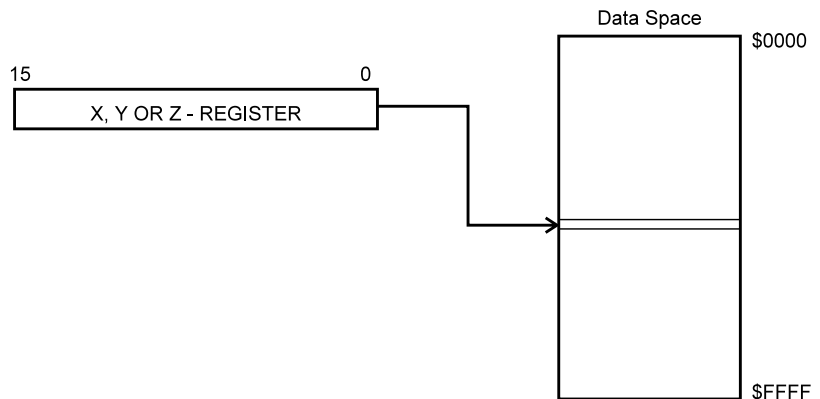 Data Space
$0000
15 0
X, Y OR Z - REGISTER
$FFFF